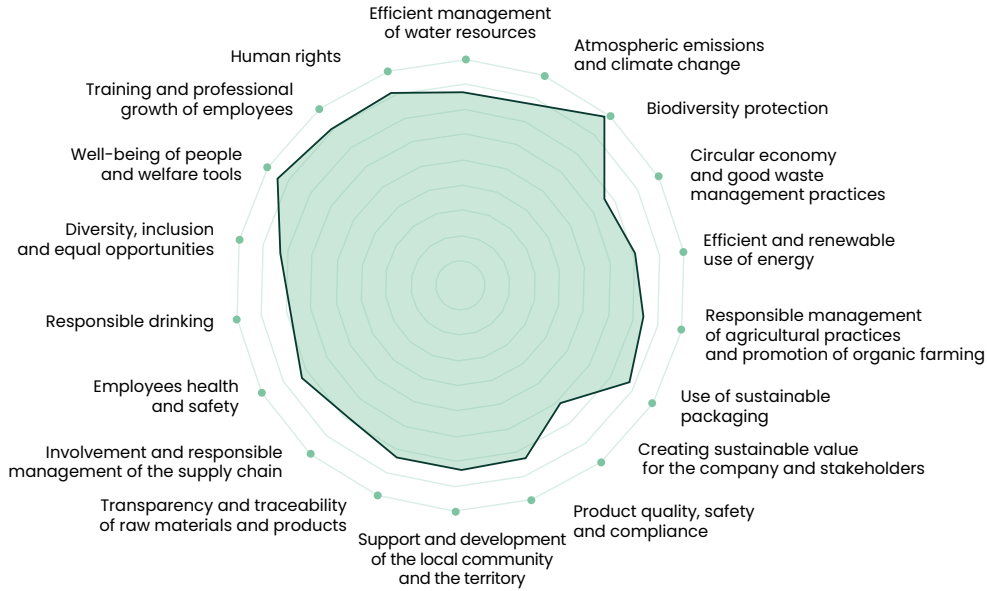 Efficient management
of water resources
Atmospheric emissions
and climate change
Biodiversity protection
Circular economy
and good waste
management practices
Efficient and renewable
use of energy
Responsible management
of agricultural practices
and promotion of organic farming
Use of sustainable
packaging
Creating sustainable value
for the company and stakeholders
Product quality, safety
and compliance
Support and development
of the local community
and the territory
Transparency and traceability
of raw materials and products
Involvement and responsible
management of the supply chain
Employees health
and safety
Responsible drinking
Diversity, inclusion
and equal opportunities
Well-being of people
and welfare tools
Training and professional
growth of employees
Human rights